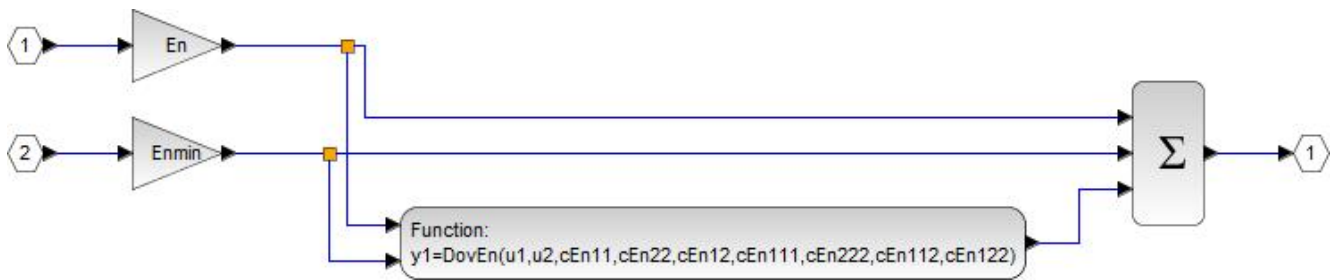 1
En
2
Enmin
Function:
y1=DovEn(u1,u2,cEn11,cEn22,cEn12,cEn111,cEn222,cEn112,cEn122)
Σ
1